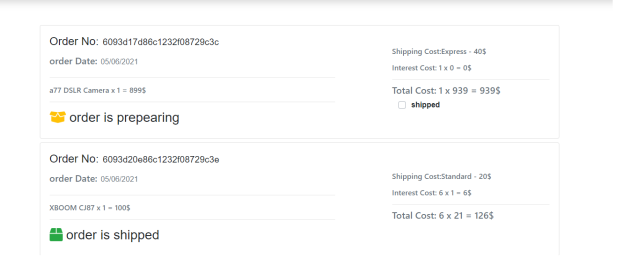 Order No: 6093d17d86c1232f08729c3c
order Date: 05/06/2021
a77 DSLR Camera x 1 = 899$
order is prepearing
Shipping Cost:Express - 40$
Interest Cost: 1 x 0 = 0$
Total Cost: 1 x 939 = 939$
shipped
Order No: 6093d20e86c1232f08729c3e
order Date: 05/06/2021
XBOOM CJ87 x 1 = 100$
order is shipped
Shipping Cost:Standard - 20$
Interest Cost: 6 x 1 = 6$
Total Cost: 6 x 21 = 126$